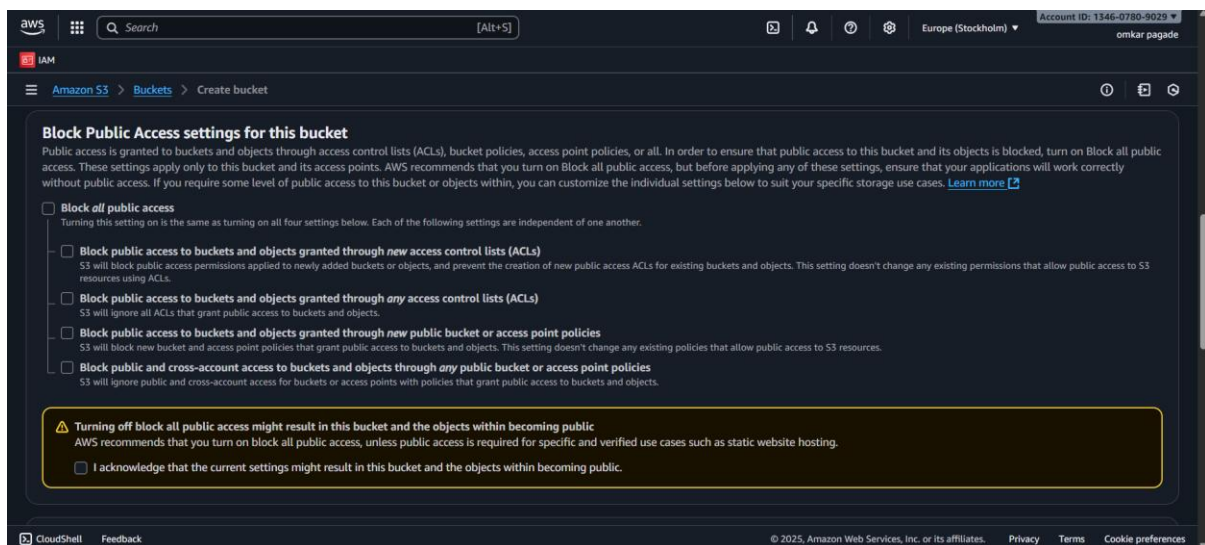 aws
Search [Alt+S]
Europe (Stockholm) ▼
Account ID: 1346-0780-9029 ▼
omkar pagade
IAM
Amazon S3 > Buckets > Create bucket
Block Public Access settings for this bucket
Public access is granted to buckets and objects through access control lists (ACLs), bucket policies, access point policies, or all. In order to ensure that public access to this bucket and its objects is blocked, turn on Block all public
access. These settings apply only to this bucket and its access points. AWS recommends that you turn on Block all public access, but before applying any of these settings, ensure that your applications will work correctly
without public access. If you require some level of public access to this bucket or objects within, you can customize the individual settings below to suit your specific storage use cases. Learn more
Block all public access
Turning this setting on is the same as turning on all four settings below. Each of the following settings are independent of one another.
Block public access to buckets and objects granted through new access control lists (ACLs)
S3 will block public access permissions applied to newly added buckets or objects, and prevent the creation of new public access ACLs for existing buckets and objects. This setting doesn't change any existing permissions that allow public access to S3
resources using ACLs.
Block public access to buckets and objects granted through any access control lists (ACLs)
S3 will ignore all ACLs that grant public access to buckets and objects.
Block public access to buckets and objects granted through new public bucket or access point policies
S3 will block new bucket and access point policies that grant public access to buckets and objects. This setting doesn't change any existing policies that allow public access to S3 resources.
Block public and cross-account access to buckets and objects through any public bucket or access point policies
S3 will ignore public and cross-account access for buckets or access points with policies that grant public access to buckets and objects.
Turning off block all public access might result in this bucket and the objects within becoming public
AWS recommends that you turn on block all public access, unless public access is required for specific and verified use cases such as static website hosting.
I acknowledge that the current settings might result in this bucket and the objects within becoming public.
CloudShell Feedback © 2025, Amazon Web Services, Inc. or its affiliates. Privacy Terms Cookie preferences